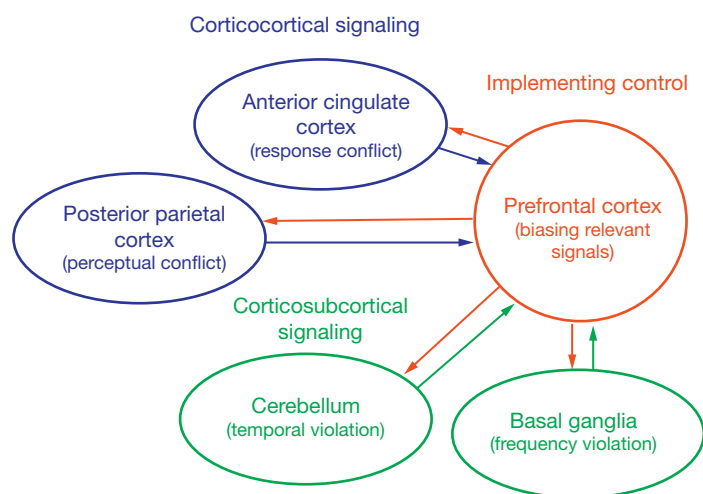 Corticocortical signaling
Implementing control
Anterior cingulate
cortex
(response conflict)
Prefrontal cortex
(biasing relevant
signals)
Posterior parietal
cortex
(perceptual conflict)
Corticosubcortical
signaling
Cerebellum
(temporal violation)
Basal ganglia
(frequency violation)